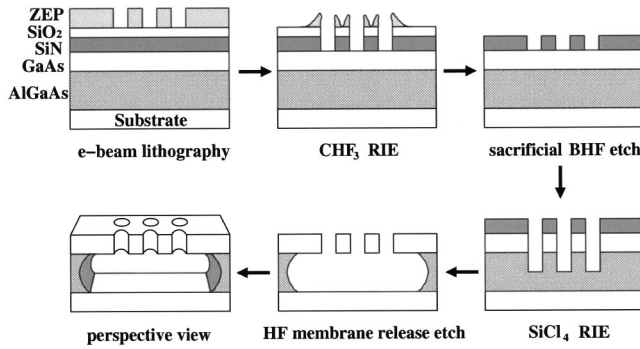 ZEP
SiO₂
SiN
GaAs
AlGaAs
Substrate
e-beam lithography
CHF₃ RIE
sacrificial BHF etch
perspective view
HF membrane release etch
SiCl₄ RIE